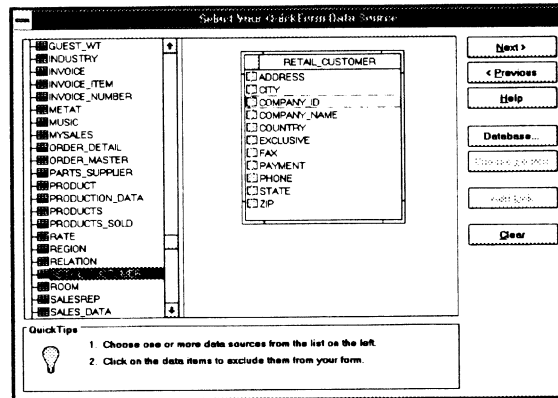 Select Your QuickForm Data Source
GUEST_WT
INDUSTRY
INVOICE
INVOICE_ITEM
INVOICE_NUMBER
METAT
MUSIC
MYSALES
ORDER_DETAIL
ORDER_MASTER
PARTS_SUPPLIER
PRODUCT
PRODUCTION_DATA
PRODUCTS
PRODUCTS_SOLD
RATE
REGION
RELATION
ROOM
SALESREP
SALES_DATA
RETAIL_CUSTOMER
ADDRESS
CITY
COMPANY_ID
COMPANY_NAME
COUNTRY
EXCLUSIVE
FAX
PAYMENT
PHONE
STATE
ZIP
Next >
< Previous
Help
Database...
Clear
QuickTips
1. Choose one or more data sources from the list on the left.
2. Click on the data items to exclude them from your form.